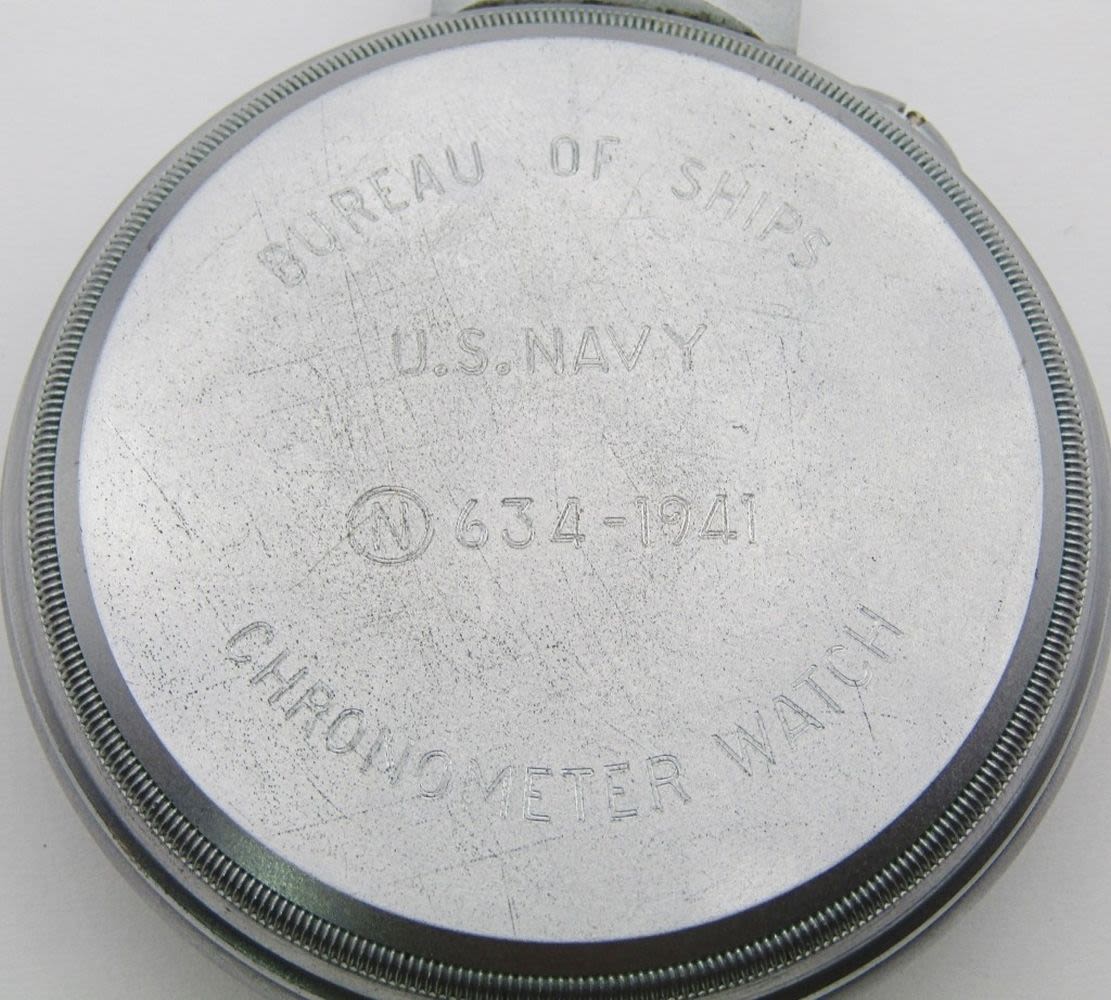 BUREAU OF SHIPS
U.S. NAVY
Ⓝ 634-1941
CHRONOMETER WATCH